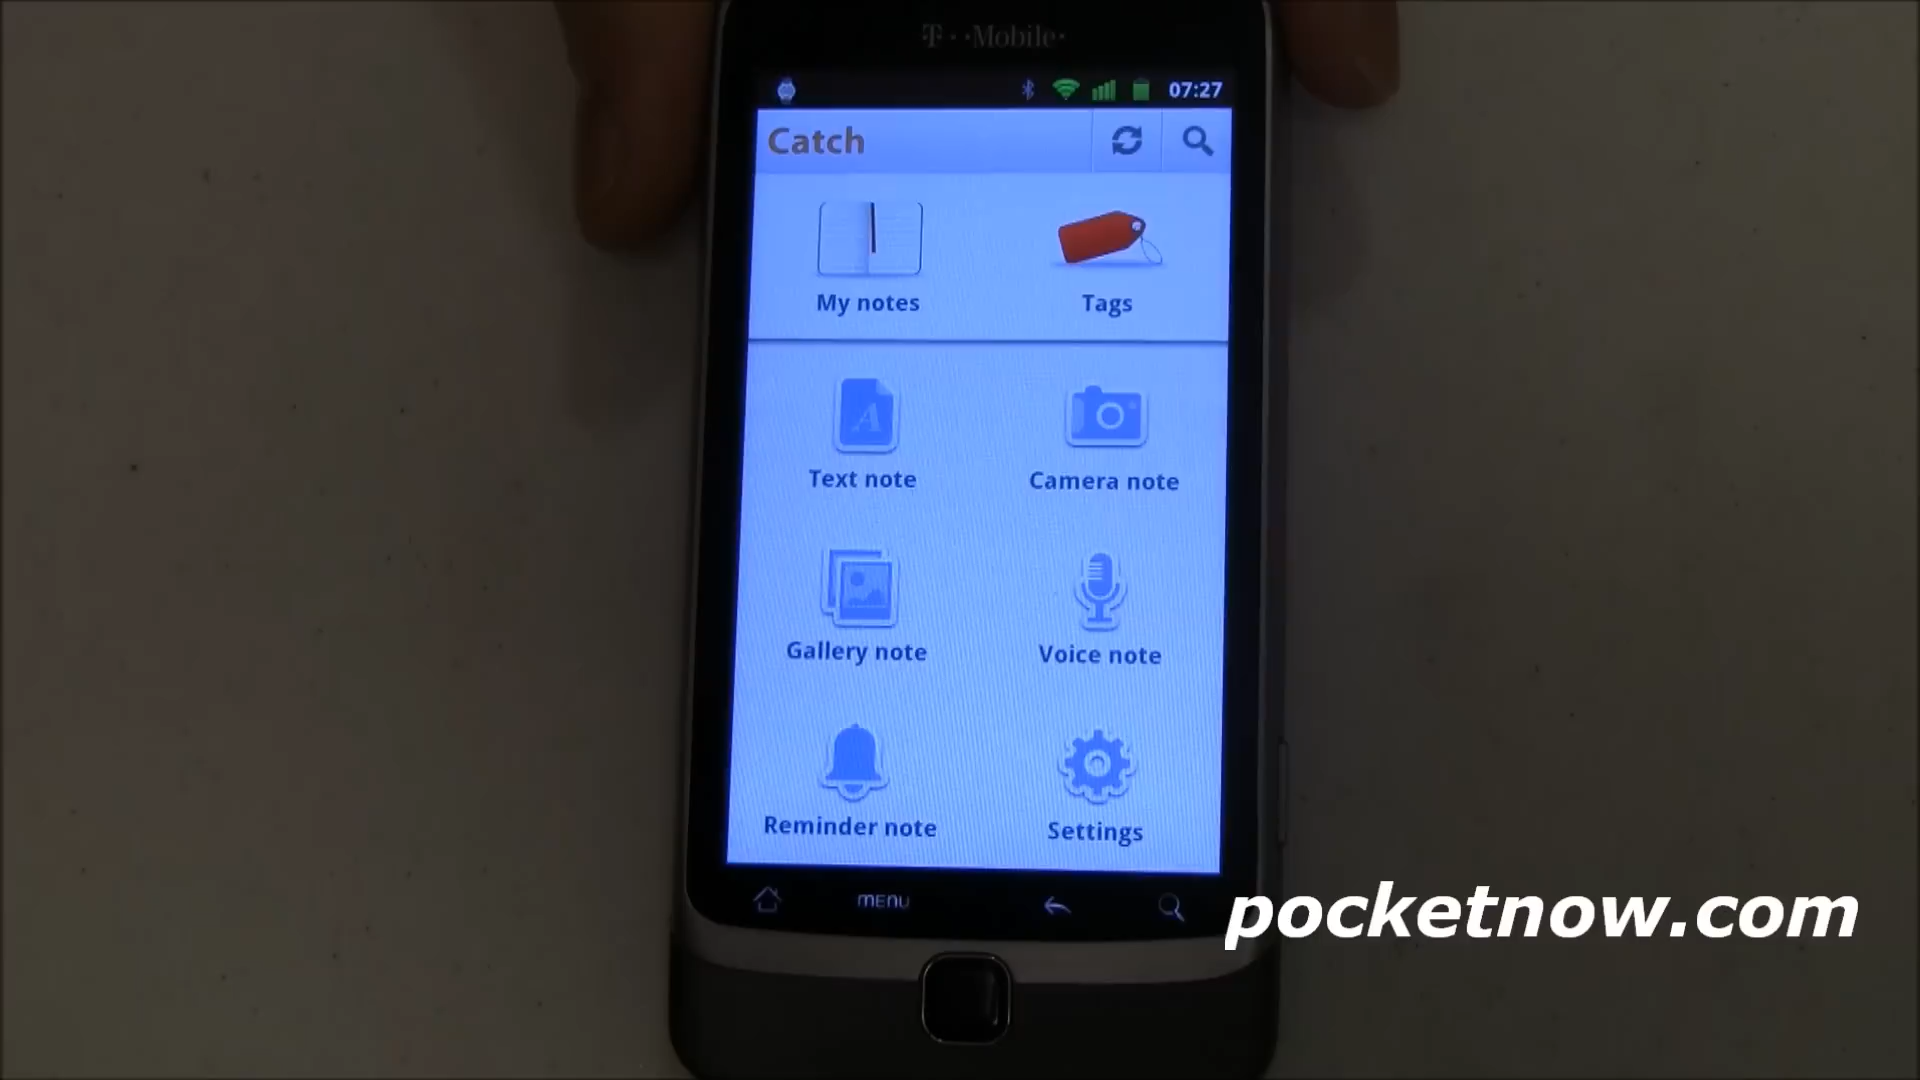 T··Mobile·
07:27
Catch
My notes
Tags
Text note
Camera note
Gallery note
Voice note
Reminder note
Settings
MENU
pocketnow.com